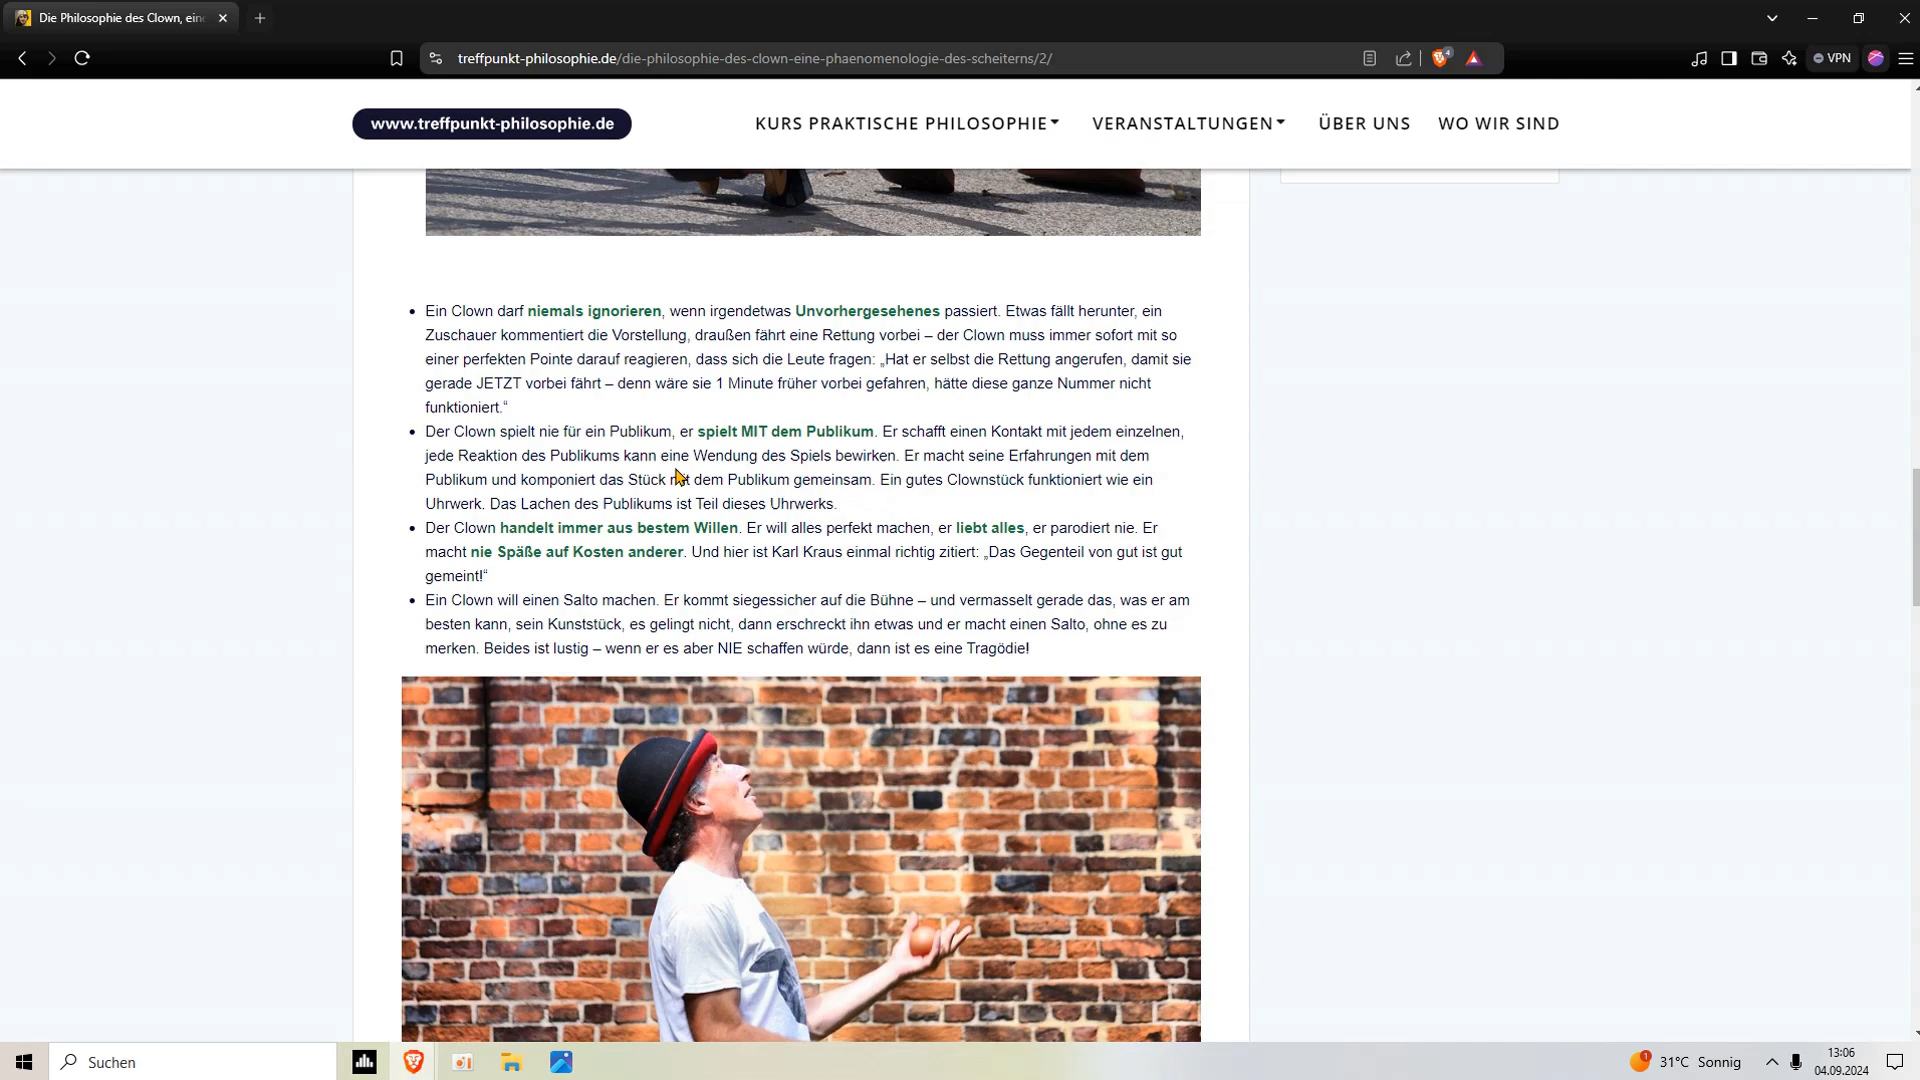 Die Philosophie des Clown, ein
treffpunkt-philosophie.de/die-philosophie-des-clown-eine-phaenomenologie-des-scheiterns/2/
4
VPN
www.treffpunkt-philosophie.de
KURS PRAKTISCHE PHILOSOPHIE
VERANSTALTUNGEN
ÜBER UNS
WO WIR SIND
• Ein Clown darf niemals ignorieren, wenn irgendetwas Unvorhergesehenes passiert. Etwas fällt herunter, ein
Zuschauer kommentiert die Vorstellung, draußen fährt eine Rettung vorbei – der Clown muss immer sofort mit so
einer perfekten Pointe darauf reagieren, dass sich die Leute fragen: „Hat er selbst die Rettung angerufen, damit sie
gerade JETZT vorbei fährt – denn wäre sie 1 Minute früher vorbei gefahren, hätte diese ganze Nummer nicht
funktioniert.“
• Der Clown spielt nie für ein Publikum, er spielt MIT dem Publikum. Er schafft einen Kontakt mit jedem einzelnen,
jede Reaktion des Publikums kann eine Wendung des Spiels bewirken. Er macht seine Erfahrungen mit dem
Publikum und komponiert das Stück mit dem Publikum gemeinsam. Ein gutes Clownstück funktioniert wie ein
Uhrwerk. Das Lachen des Publikums ist Teil dieses Uhrwerks.
• Der Clown handelt immer aus bestem Willen. Er will alles perfekt machen, er liebt alles, er parodiert nie. Er
macht nie Späße auf Kosten anderer. Und hier ist Karl Kraus einmal richtig zitiert: „Das Gegenteil von gut ist gut
gemeint!“
• Ein Clown will einen Salto machen. Er kommt siegessicher auf die Bühne – und vermasselt gerade das, was er am
besten kann, sein Kunststück, es gelingt nicht, dann erschreckt ihn etwas und er macht einen Salto, ohne es zu
merken. Beides ist lustig – wenn er es aber NIE schaffen würde, dann ist es eine Tragödie!
Suchen
1
31°C Sonnig
13:06
04.09.2024